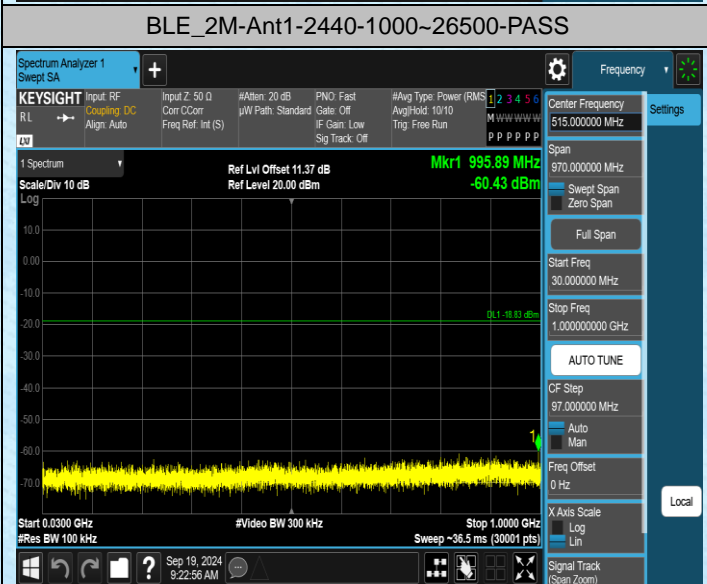 BLE_2M-Ant1-2440-1000~26500-PASS
Spectrum Analyzer 1
Swept SA
+
Frequency
KEYSIGHT
RL
LXI
Input: RF
Coupling: DC
Align: Auto
Input Z: 50 Ω
Corr CCorr
Freq Ref: Int (S)
#Atten: 20 dB
µW Path: Standard
PNO: Fast
Gate: Off
IF Gain: Low
Sig Track: Off
#Avg Type: Power (RMS
Avg|Hold: 10/10
Trig: Free Run
1 2 3 4 5 6
M W W W W W
P P P P P P
1 Spectrum
Scale/Div 10 dB
Log
Ref Lvl Offset 11.37 dB
Ref Level 20.00 dBm
Mkr1 995.89 MHz
-60.43 dBm
10.0
0.00
-10.0
-20.0
-30.0
-40.0
-50.0
-60.0
-70.0
DL1 -18.83 dBm
1
Start 0.0300 GHz
#Res BW 100 kHz
#Video BW 300 kHz
Stop 1.0000 GHz
Sweep ~36.5 ms (30001 pts)
Center Frequency
515.000000 MHz
Settings
Span
970.000000 MHz
Swept Span
Zero Span
Full Span
Start Freq
30.000000 MHz
Stop Freq
1.000000000 GHz
AUTO TUNE
CF Step
97.000000 MHz
Auto
Man
Freq Offset
0 Hz
X Axis Scale
Log
Lin
Local
Signal Track
(Span Zoom)
?
Sep 19, 2024
9:22:56 AM